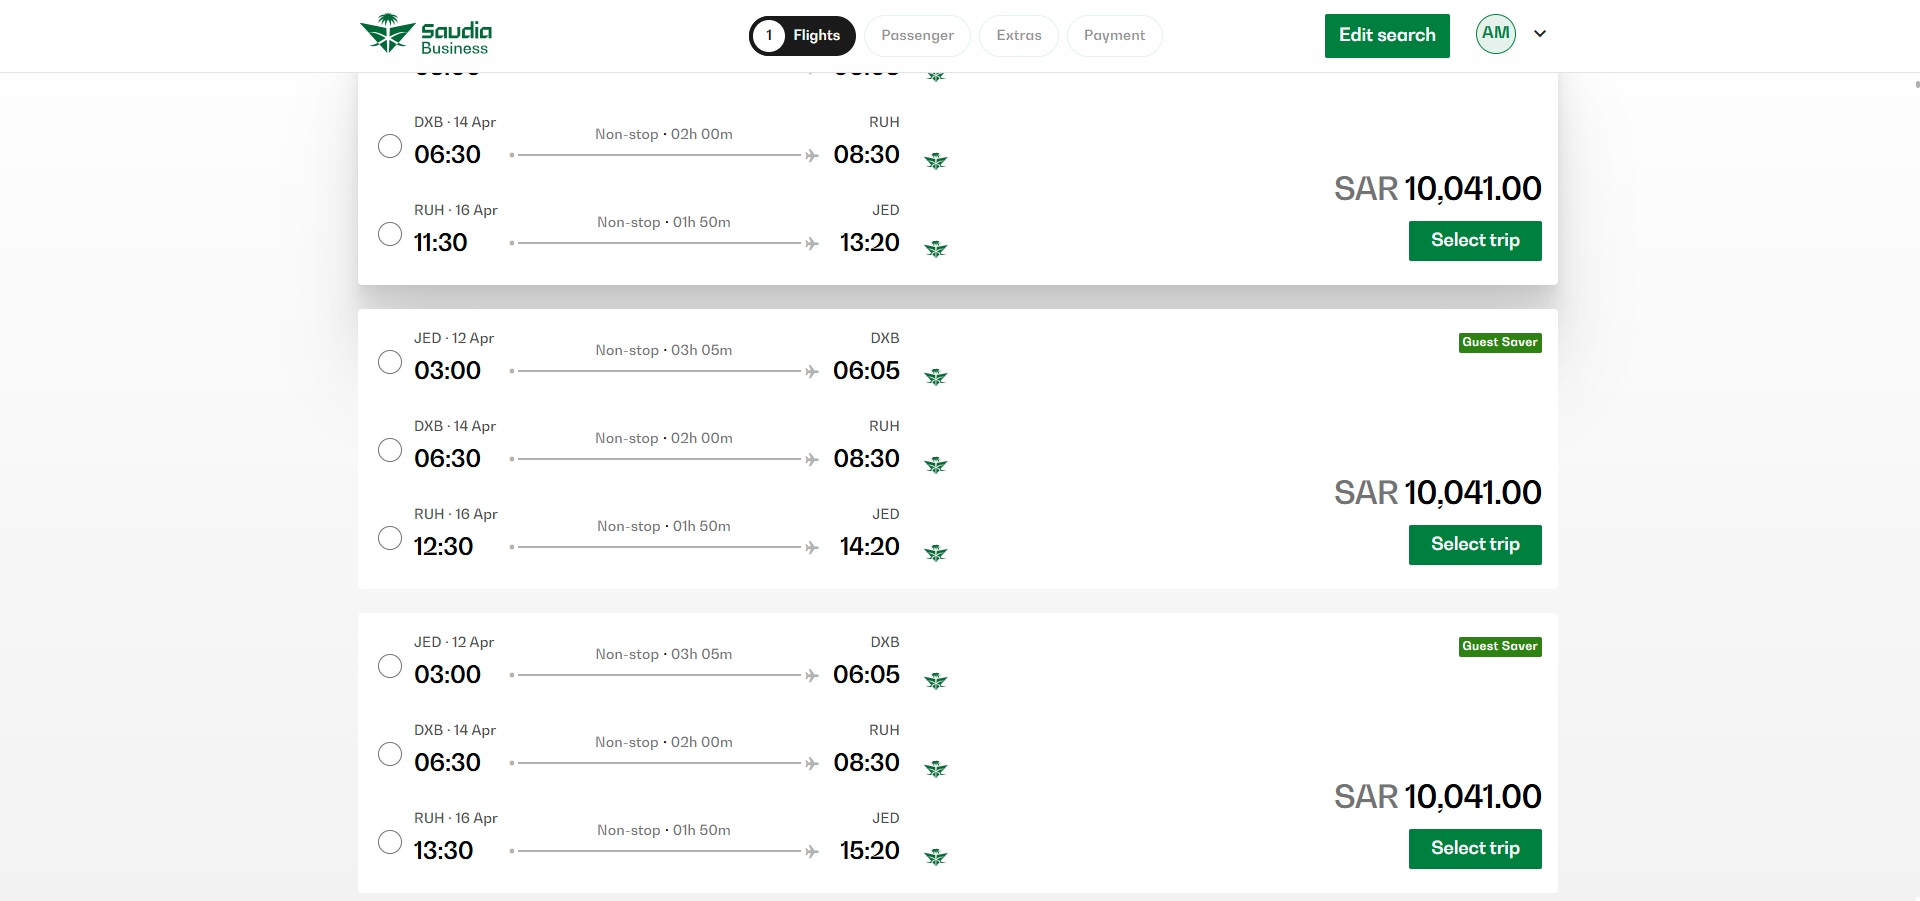 Saudia
Business
1 Flights
Passenger
Extras
Payment
Edit search
AM
DXB · 14 Apr
Non-stop · 02h 00m
RUH
06:30
08:30
RUH · 16 Apr
Non-stop · 01h 50m
JED
11:30
13:20
SAR 10,041.00
Select trip
JED · 12 Apr
Non-stop · 03h 05m
DXB
03:00
06:05
Guest Saver
DXB · 14 Apr
Non-stop · 02h 00m
RUH
06:30
08:30
RUH · 16 Apr
Non-stop · 01h 50m
JED
12:30
14:20
SAR 10,041.00
Select trip
JED · 12 Apr
Non-stop · 03h 05m
DXB
03:00
06:05
Guest Saver
DXB · 14 Apr
Non-stop · 02h 00m
RUH
06:30
08:30
RUH · 16 Apr
Non-stop · 01h 50m
JED
13:30
15:20
SAR 10,041.00
Select trip